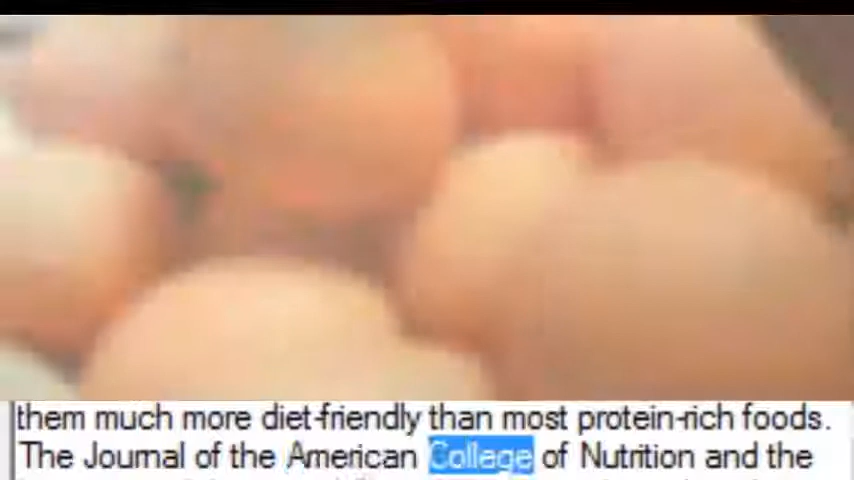 them much more diet-friendly than most protein-rich foods.
The Journal of the American College of Nutrition and the